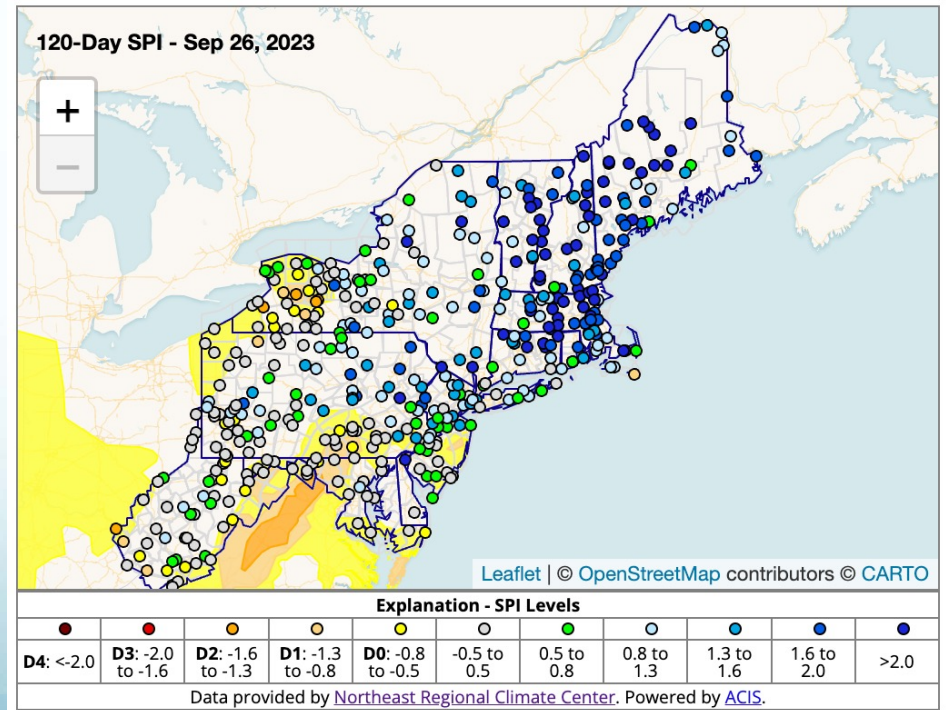 120-Day SPI - Sep 26, 2023
+
−
Leaflet | © OpenStreetMap contributors © CARTO
Explanation - SPI Levels
D4: <-2.0
D3: -2.0 to -1.6
D2: -1.6 to -1.3
D1: -1.3 to -0.8
D0: -0.8 to -0.5
-0.5 to 0.5
0.5 to 0.8
0.8 to 1.3
1.3 to 1.6
1.6 to 2.0
>2.0
Data provided by Northeast Regional Climate Center. Powered by ACIS.